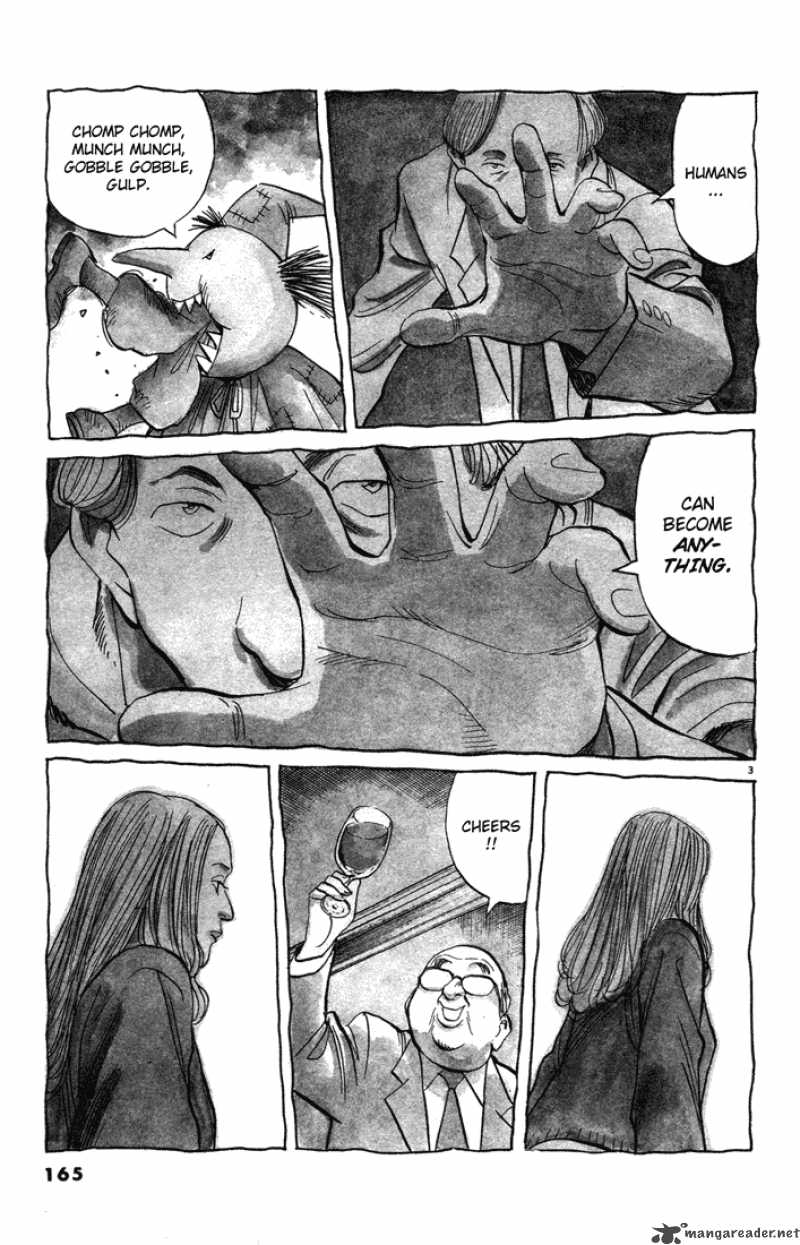 CHOMP CHOMP,
MUNCH MUNCH,
GOBBLE GOBBLE,
GULP.
HUMANS
...
CAN
BECOME
ANY-
THING.
3
CHEERS
!!
165
mangareader.net